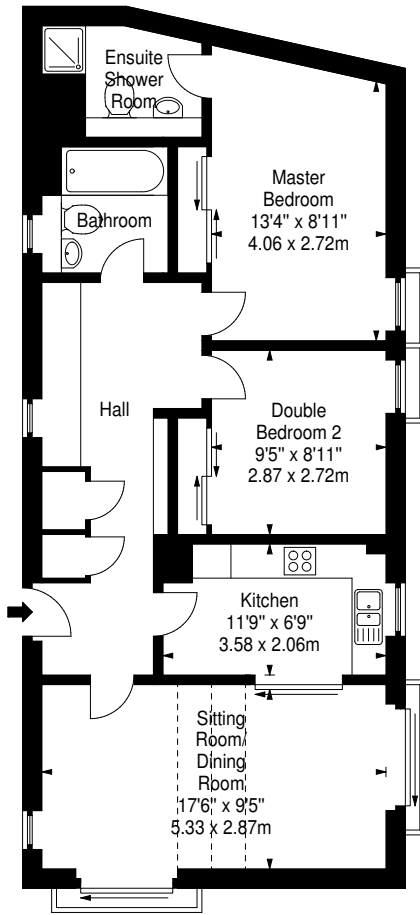 Ensuite
Shower
Room
Master
Bedroom
13'4" x 8'11"
4.06 x 2.72m
Bathroom
Hall
Double
Bedroom 2
9'5" x 8'11"
2.87 x 2.72m
Kitchen
11'9" x 6'9"
3.58 x 2.06m
Sitting
Room/
Dining
Room
17'6" x 9'5"
5.33 x 2.87m